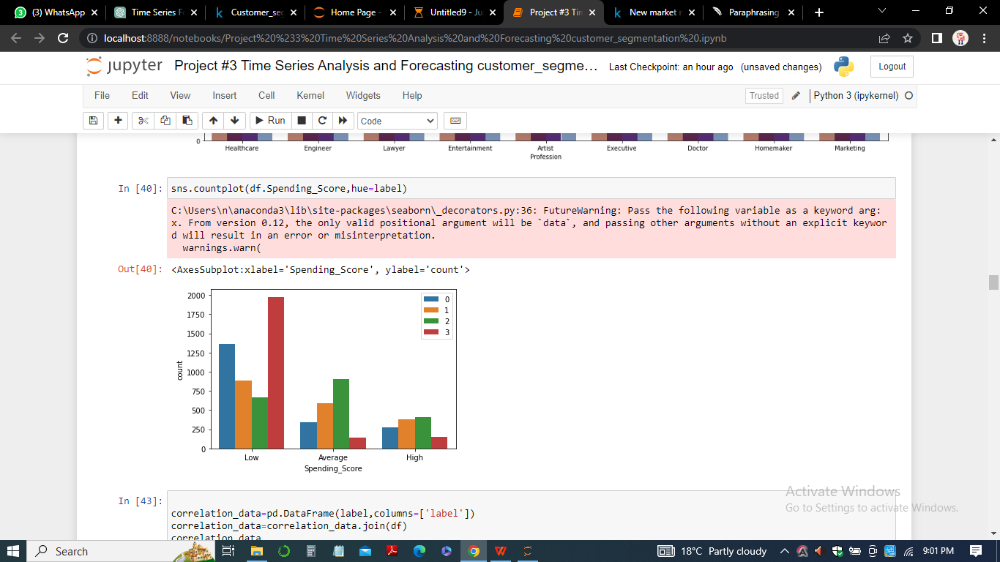 (3) WhatsApp
Time Series F
Customer_seg
Home Page -
Untitled9 - Ju
Project #3 Tim
New market r
Paraphrasing
localhost:8888/notebooks/Project%20%233%20Time%20Series%20Analysis%20and%20Forecasting%20customer_segmentation%20.ipynb
jupyter Project #3 Time Series Analysis and Forecasting customer_segme... Last Checkpoint: an hour ago (unsaved changes) Logout
File Edit View Insert Cell Kernel Widgets Help Trusted Python 3 (ipykernel)
Run Code
0
Healthcare Engineer Lawyer Entertainment Artist Executive Doctor Homemaker Marketing
Profession
In [40]: sns.countplot(df.Spending_Score,hue=label)
C:\Users\n\anaconda3\lib\site-packages\seaborn\_decorators.py:36: FutureWarning: Pass the following variable as a keyword arg:
x. From version 0.12, the only valid positional argument will be `data`, and passing other arguments without an explicit keywor
d will result in an error or misinterpretation.
warnings.warn(
Out[40]: <AxesSubplot:xlabel='Spending_Score', ylabel='count'>
2000
1750
1500
1250
1000
750
500
250
0
count
0
1
2
3
Low Average High
Spending_Score
In [43]:
correlation_data=pd.DataFrame(label,columns=['label'])
correlation_data=correlation_data.join(df)
correlation_data
Activate Windows
Go to Settings to activate Windows.
Search
18°C Partly cloudy
9:01 PM